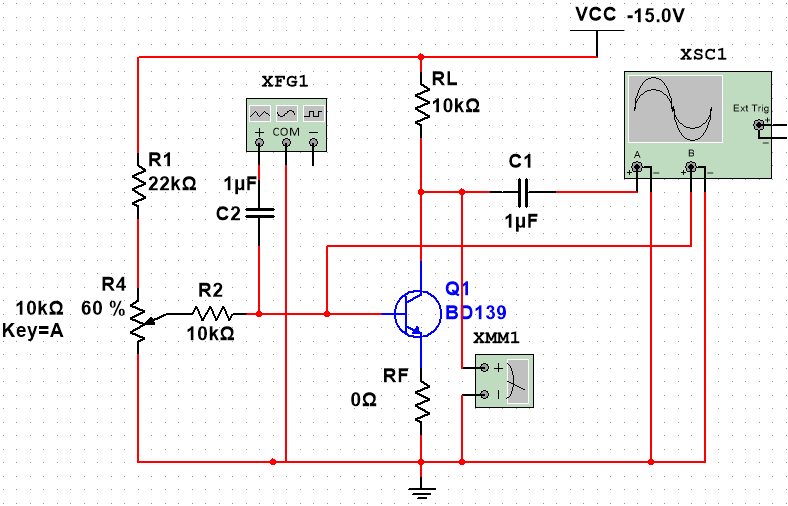 VCC -15.0V
XSC1
Ext Trig
+
-
A
B
+
-
+
-
XFG1
+ COM -
RL
10kΩ
R1
22kΩ
1µF
C2
C1
1µF
R4
10kΩ 60 %
Key=A
R2
10kΩ
Q1
BD139
XMM1
+
-
RF
0Ω